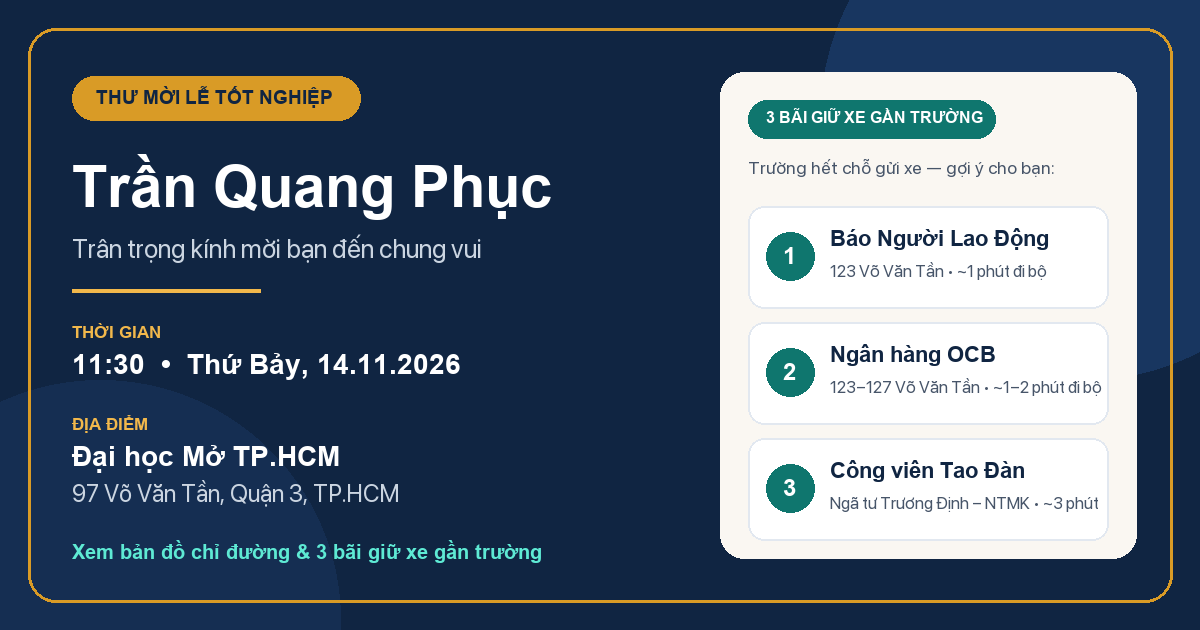 THƯ MỜI LỄ TỐT NGHIỆP
Trần Quang Phục
Trân trọng kính mời bạn đến chung vui
THỜI GIAN
11:30 • Thứ Bảy, 14.11.2026
ĐỊA ĐIỂM
Đại học Mở TP.HCM
97 Võ Văn Tần, Quận 3, TP.HCM
Xem bản đồ chỉ đường & 3 bãi giữ xe gần trường
3 BÃI GIỮ XE GẦN TRƯỜNG
Trường hết chỗ gửi xe — gợi ý cho bạn:
1
Báo Người Lao Động
123 Võ Văn Tần • ~1 phút đi bộ
2
Ngân hàng OCB
123–127 Võ Văn Tần • ~1–2 phút đi bộ
3
Công viên Tao Đàn
Ngã tư Trương Định – NTMK • ~3 phút